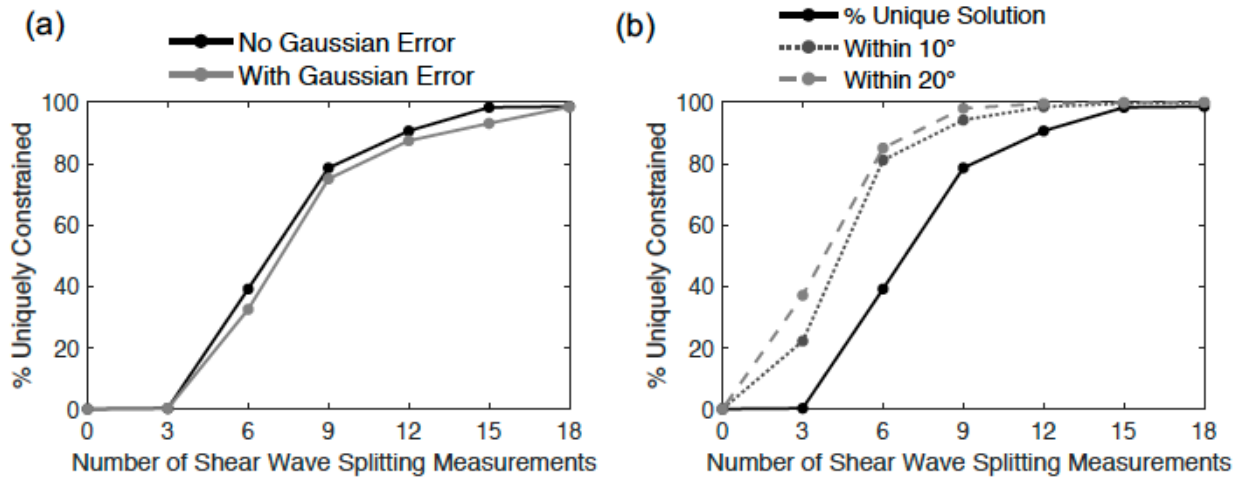 (a)
No Gaussian Error
With Gaussian Error
% Uniquely Constrained
100
80
60
40
20
0
0 3 6 9 12 15 18
Number of Shear Wave Splitting Measurements
(b)
% Unique Solution
Within 10°
Within 20°
% Uniquely Constrained
100
80
60
40
20
0
0 3 6 9 12 15 18
Number of Shear Wave Splitting Measurements